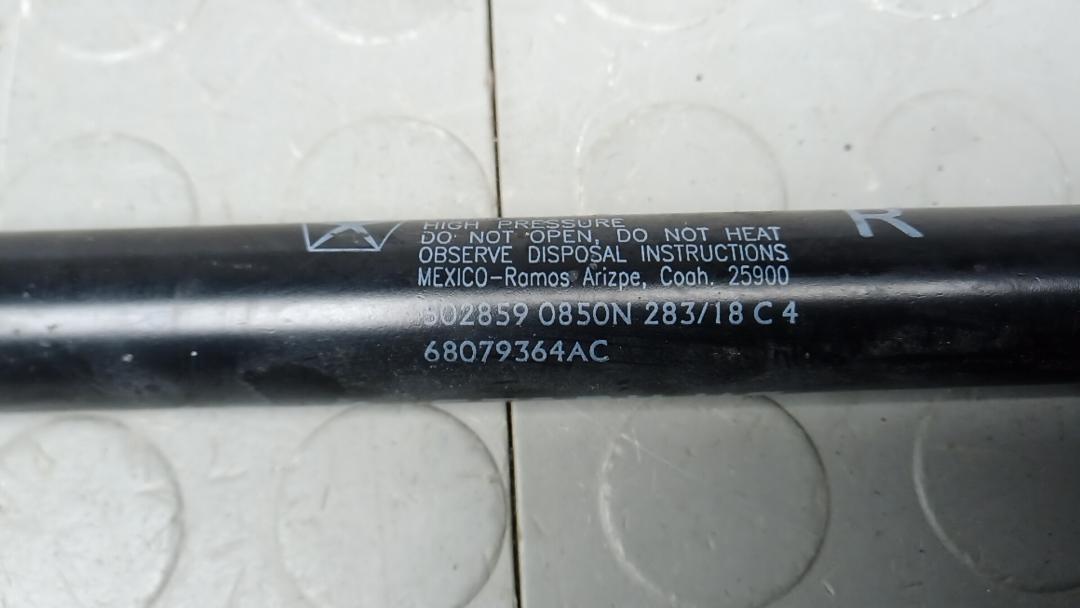 HIGH PRESSURE
DO NOT OPEN, DO NOT HEAT
OBSERVE DISPOSAL INSTRUCTIONS
MEXICO-Ramos Arizpe, Coah. 25900
0850N 283/18 C 4
68079364AC
R